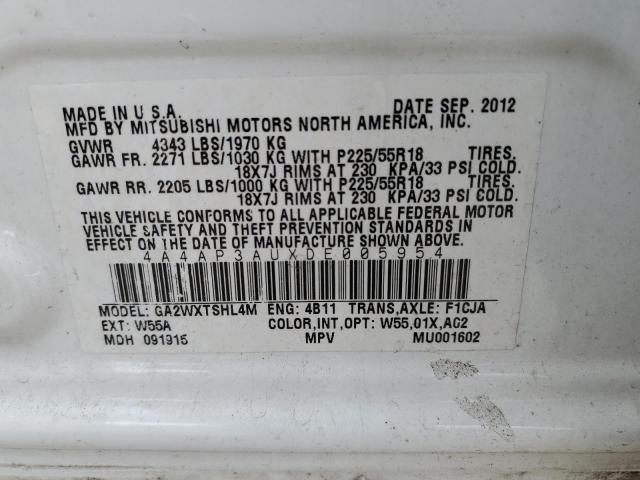 MADE IN U.S.A. DATE SEP. 2012
MFD BY MITSUBISHI MOTORS NORTH AMERICA, INC.
GVWR 4343 LBS/1970 KG
GAWR FR. 2271 LBS/1030 KG WITH P225/55R18 TIRES,
18X7J RIMS AT 230 KPA/33 PSI COLD.
GAWR RR. 2205 LBS/1000 KG WITH P225/55R18 TIRES,
18X7J RIMS AT 230 KPA/33 PSI COLD.
THIS VEHICLE CONFORMS TO ALL APPLICABLE FEDERAL MOTOR
VEHICLE SAFETY AND THEFT PREVENTION STANDARDS IN
EFFECT ON THE DATE OF MANUFACTURE SHOWN ABOVE.
4A4AP3AUXDE005954
MODEL: GA2WXTSHL4M ENG: 4B11 TRANS,AXLE: F1CJA
EXT: W55A COLOR,INT,OPT: W55,01X,AC2
MDH 091915 MPV MU001602